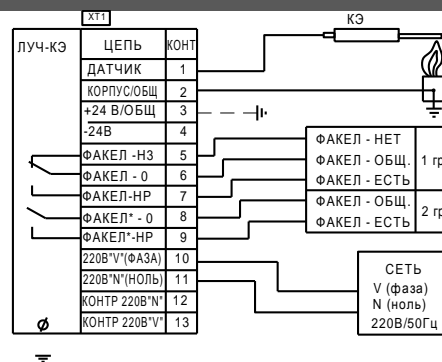 XT1
ЛУЧ-КЭ
ЦЕПЬ КОНТ
ДАТЧИК 1
КОРПУС/ОБЩ 2
+24 В/ОБЩ 3
-24В 4
ФАКЕЛ -НЗ 5
ФАКЕЛ - 0 6
ФАКЕЛ-НР 7
ФАКЕЛ* - 0 8
ФАКЕЛ*-НР 9
220В"V"(ФАЗА) 10
220В"N"(НОЛЬ) 11
КОНТР 220В"N" 12
КОНТР 220В"V" 13
КЭ
ФАКЕЛ - НЕТ
ФАКЕЛ - ОБЩ.
ФАКЕЛ - ЕСТЬ
1 гр
ФАКЕЛ - ОБЩ.
ФАКЕЛ - ЕСТЬ
2 гр
СЕТЬ
V (фаза)
N (ноль)
220В/50Гц